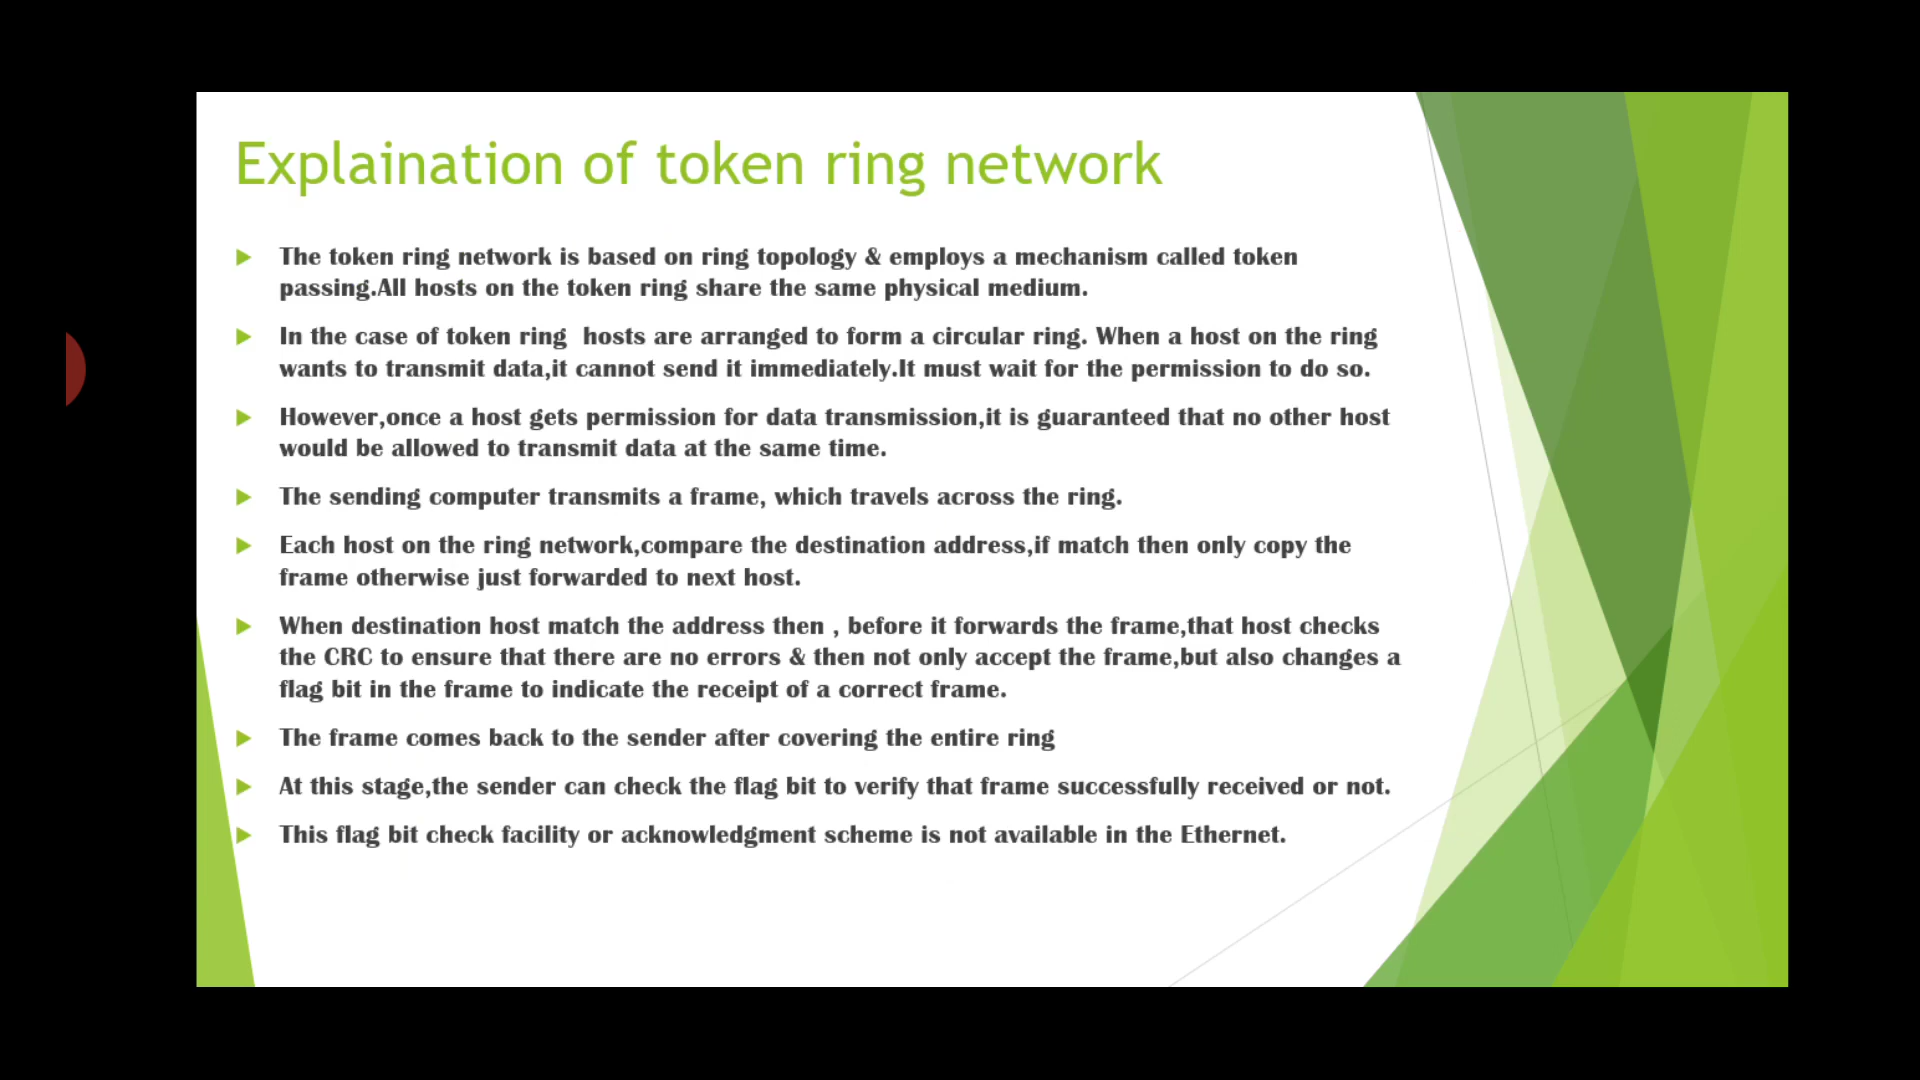 Explaination of token ring network
The token ring network is based on ring topology & employs a mechanism called token
passing.All hosts on the token ring share the same physical medium.
In the case of token ring  hosts are arranged to form a circular ring. When a host on the ring
wants to transmit data,it cannot send it immediately.It must wait for the permission to do so.
However,once a host gets permission for data transmission,it is guaranteed that no other host
would be allowed to transmit data at the same time.
The sending computer transmits a frame, which travels across the ring.
Each host on the ring network,compare the destination address,if match then only copy the
frame otherwise just forwarded to next host.
When destination host match the address then , before it forwards the frame,that host checks
the CRC to ensure that there are no errors & then not only accept the frame,but also changes a
flag bit in the frame to indicate the receipt of a correct frame.
The frame comes back to the sender after covering the entire ring
At this stage,the sender can check the flag bit to verify that frame successfully received or not.
This flag bit check facility or acknowledgment scheme is not available in the Ethernet.